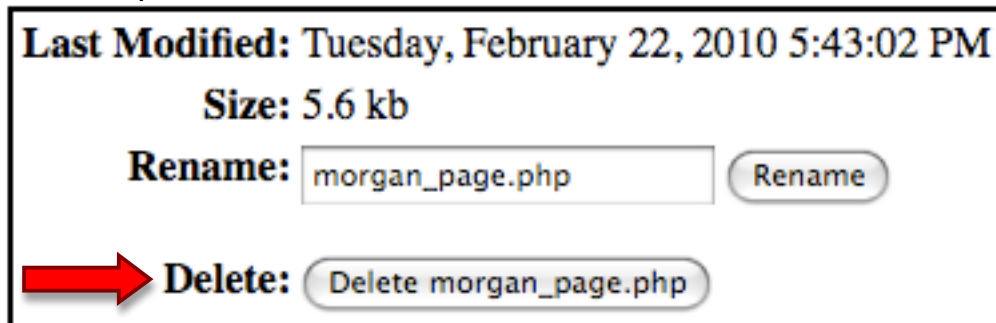 Last Modified: Tuesday, February 22, 2010 5:43:02 PM
Size: 5.6 kb
Rename: morgan_page.php Rename
Delete: Delete morgan_page.php